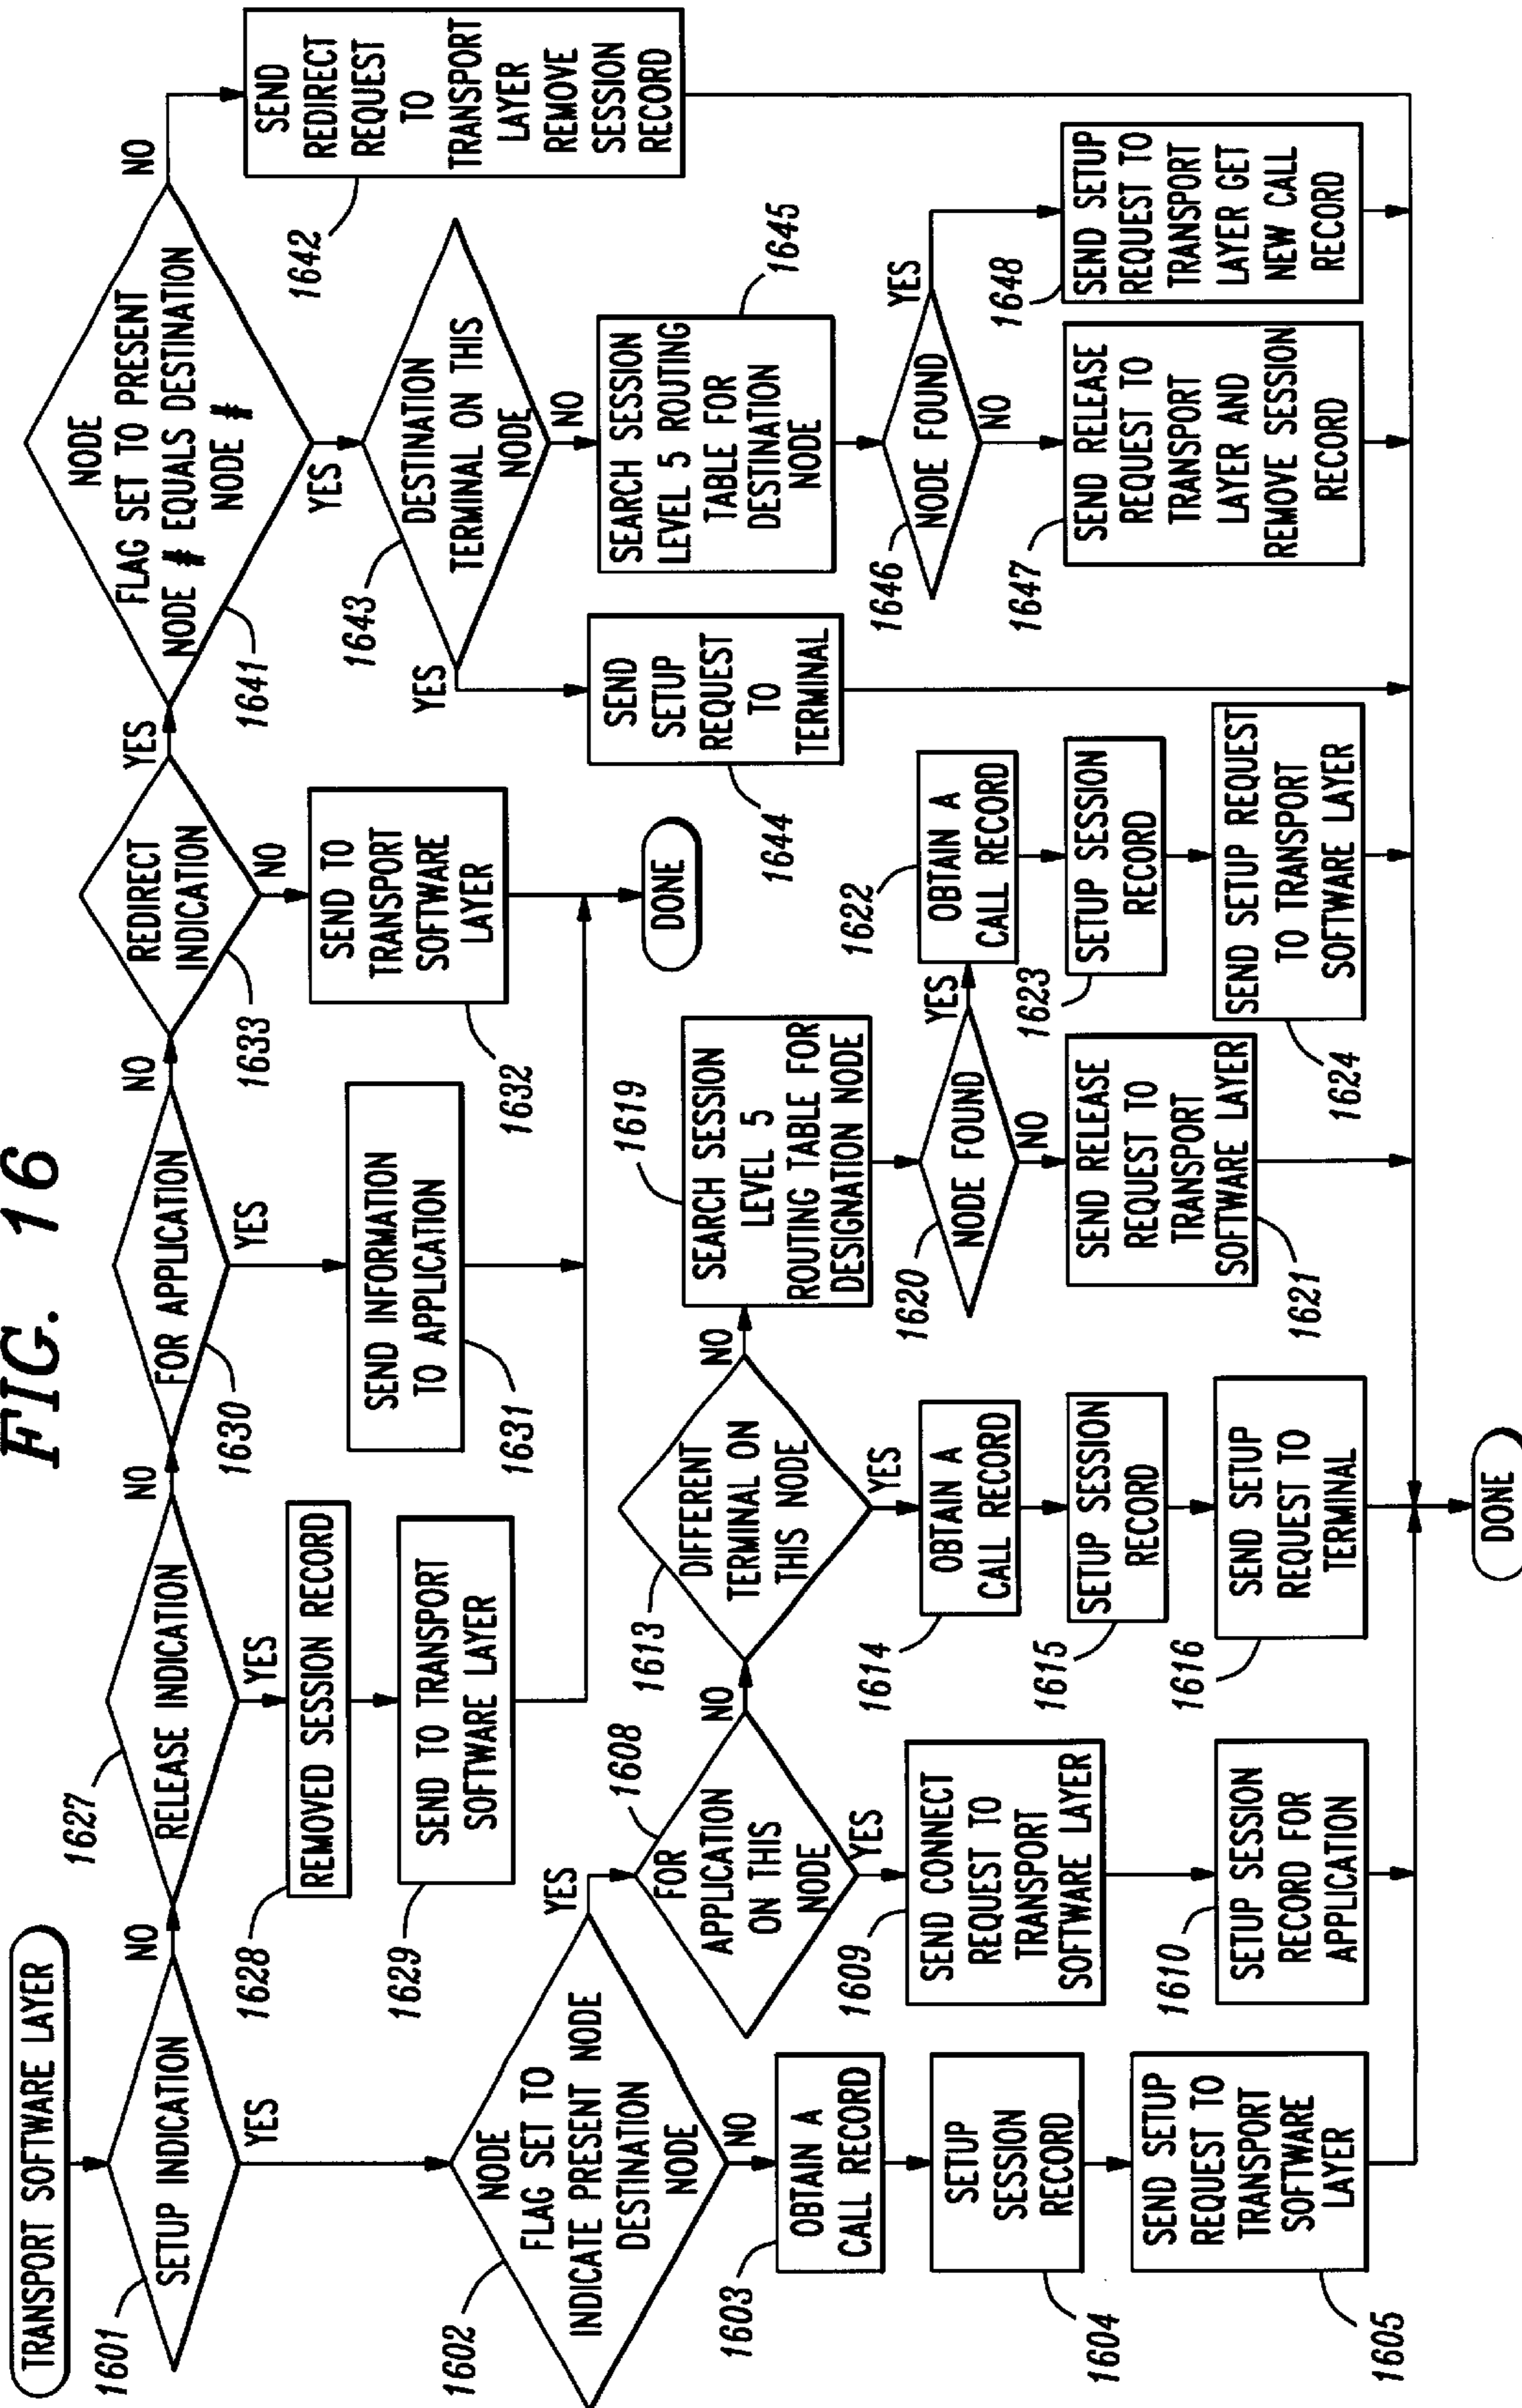 FIG. 16
TRANSPORT SOFTWARE LAYER
1601
SETUP INDICATION
NO
YES
1627
RELEASE INDICATION
NO
YES
1628
REMOVED SESSION RECORD
1629
SEND TO TRANSPORT
SOFTWARE LAYER
FOR APPLICATION
1630
NO
YES
SEND INFORMATION
TO APPLICATION
1631
REDIRECT
INDICATION
1633
YES
NO
SEND TO
TRANSPORT
SOFTWARE
LAYER
1632
DONE
NODE
FLAG SET TO PRESENT
NODE # EQUALS DESTINATION
NODE #
1641
NO
YES
SEND
REDIRECT
REQUEST
TO
TRANSPORT
LAYER REMOVE
SESSION
RECORD
1642
1643
DESTINATION
TERMINAL ON THIS
NODE
YES
NO
SEND
SETUP
REQUEST
TO
TERMINAL
1644
SEARCH SESSION
LEVEL 5 ROUTING
TABLE FOR
DESTINATION
NODE
1645
1646
NODE FOUND
YES
NO
1647
SEND RELEASE
REQUEST TO
TRANSPORT
LAYER AND
REMOVE SESSION
RECORD
1648
SEND SETUP
REQUEST TO
TRANSPORT
LAYER GET
NEW CALL
RECORD
1602
NODE
FLAG SET TO
INDICATE PRESENT NODE
DESTINATION
NODE
YES
NO
1603
OBTAIN A
CALL RECORD
SETUP
SESSION
RECORD
1604
SEND SETUP
REQUEST TO
TRANSPORT
SOFTWARE
LAYER
1605
1608
FOR
APPLICATION
ON THIS
NODE
NO
YES
1609
SEND CONNECT
REQUEST TO
TRANSPORT
SOFTWARE LAYER
1610
SETUP SESSION
RECORD FOR
APPLICATION
1613
DIFFERENT
TERMINAL ON
THIS NODE
NO
YES
1614
OBTAIN A
CALL RECORD
1615
SETUP SESSION
RECORD
1616
SEND SETUP
REQUEST TO
TERMINAL
1619
SEARCH SESSION
LEVEL 5
ROUTING TABLE FOR
DESIGNATION NODE
1620
NODE FOUND
YES
NO
SEND RELEASE
REQUEST TO
TRANSPORT
SOFTWARE LAYER
1621
1622
OBTAIN A
CALL RECORD
1623
SETUP SESSION
RECORD
SEND SETUP REQUEST
TO TRANSPORT
SOFTWARE LAYER
1624
DONE